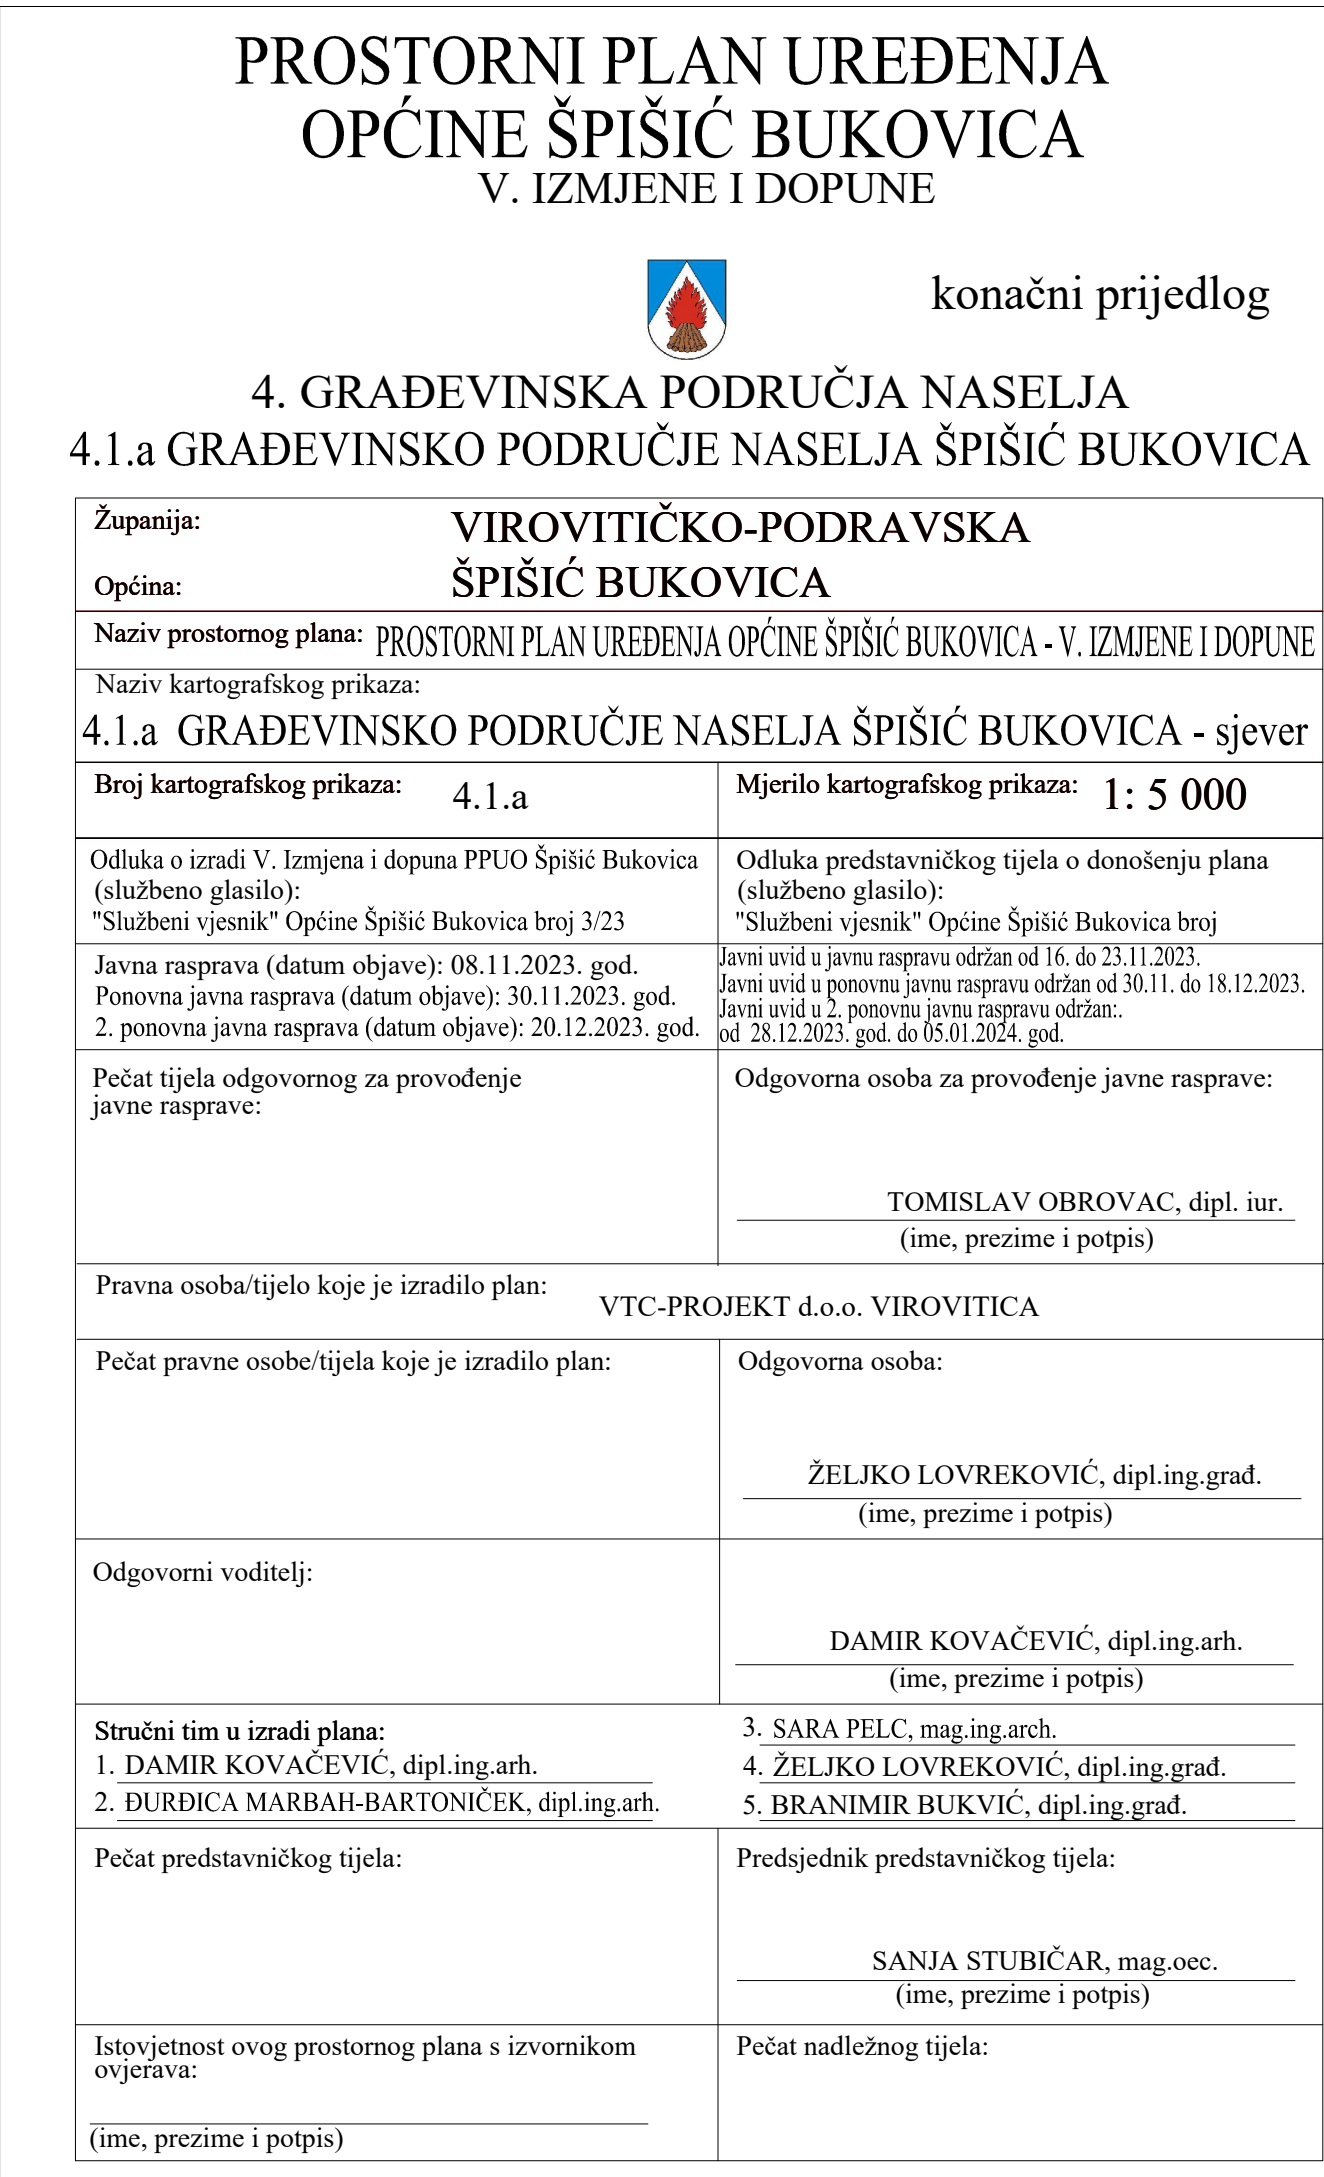 PROSTORNI PLAN UREĐENJA
OPĆINE ŠPIŠIĆ BUKOVICA
V. IZMJENE I DOPUNE
konačni prijedlog
4. GRAĐEVINSKA PODRUČJA NASELJA
4.1.a GRAĐEVINSKO PODRUČJE NASELJA ŠPIŠIĆ BUKOVICA
Županija: VIROVITIČKO-PODRAVSKA
Općina: ŠPIŠIĆ BUKOVICA
Naziv prostornog plana: PROSTORNI PLAN UREĐENJA OPĆINE ŠPIŠIĆ BUKOVICA - V. IZMJENE I DOPUNE
Naziv kartografskog prikaza:
4.1.a GRAĐEVINSKO PODRUČJE NASELJA ŠPIŠIĆ BUKOVICA - sjever
Broj kartografskog prikaza: 4.1.a
Mjerilo kartografskog prikaza: 1: 5 000
Odluka o izradi V. Izmjena i dopuna PPUO Špišić Bukovica
(službeno glasilo):
"Službeni vjesnik" Općine Špišić Bukovica broj 3/23
Odluka predstavničkog tijela o donošenju plana
(službeno glasilo):
"Službeni vjesnik" Općine Špišić Bukovica broj
Javna rasprava (datum objave): 08.11.2023. god.
Ponovna javna rasprava (datum objave): 30.11.2023. god.
2. ponovna javna rasprava (datum objave): 20.12.2023. god.
Javni uvid u javnu raspravu održan od 16. do 23.11.2023.
Javni uvid u ponovnu javnu raspravu održan od 30.11. do 18.12.2023.
Javni uvid u 2. ponovnu javnu raspravu održan:.
od 28.12.2023. god. do 05.01.2024. god.
Pečat tijela odgovornog za provođenje
javne rasprave:
Odgovorna osoba za provođenje javne rasprave:
TOMISLAV OBROVAC, dipl. iur.
(ime, prezime i potpis)
Pravna osoba/tijelo koje je izradilo plan:
VTC-PROJEKT d.o.o. VIROVITICA
Pečat pravne osobe/tijela koje je izradilo plan:
Odgovorna osoba:
ŽELJKO LOVREKOVIĆ, dipl.ing.građ.
(ime, prezime i potpis)
Odgovorni voditelj:
DAMIR KOVAČEVIĆ, dipl.ing.arh.
(ime, prezime i potpis)
Stručni tim u izradi plana:
1. DAMIR KOVAČEVIĆ, dipl.ing.arh.
2. ĐURĐICA MARBAH-BARTONIČEK, dipl.ing.arh.
3. SARA PELC, mag.ing.arch.
4. ŽELJKO LOVREKOVIĆ, dipl.ing.građ.
5. BRANIMIR BUKVIĆ, dipl.ing.građ.
Pečat predstavničkog tijela:
Predsjednik predstavničkog tijela:
SANJA STUBIČAR, mag.oec.
(ime, prezime i potpis)
Istovjetnost ovog prostornog plana s izvornikom
ovjerava:
(ime, prezime i potpis)
Pečat nadležnog tijela: